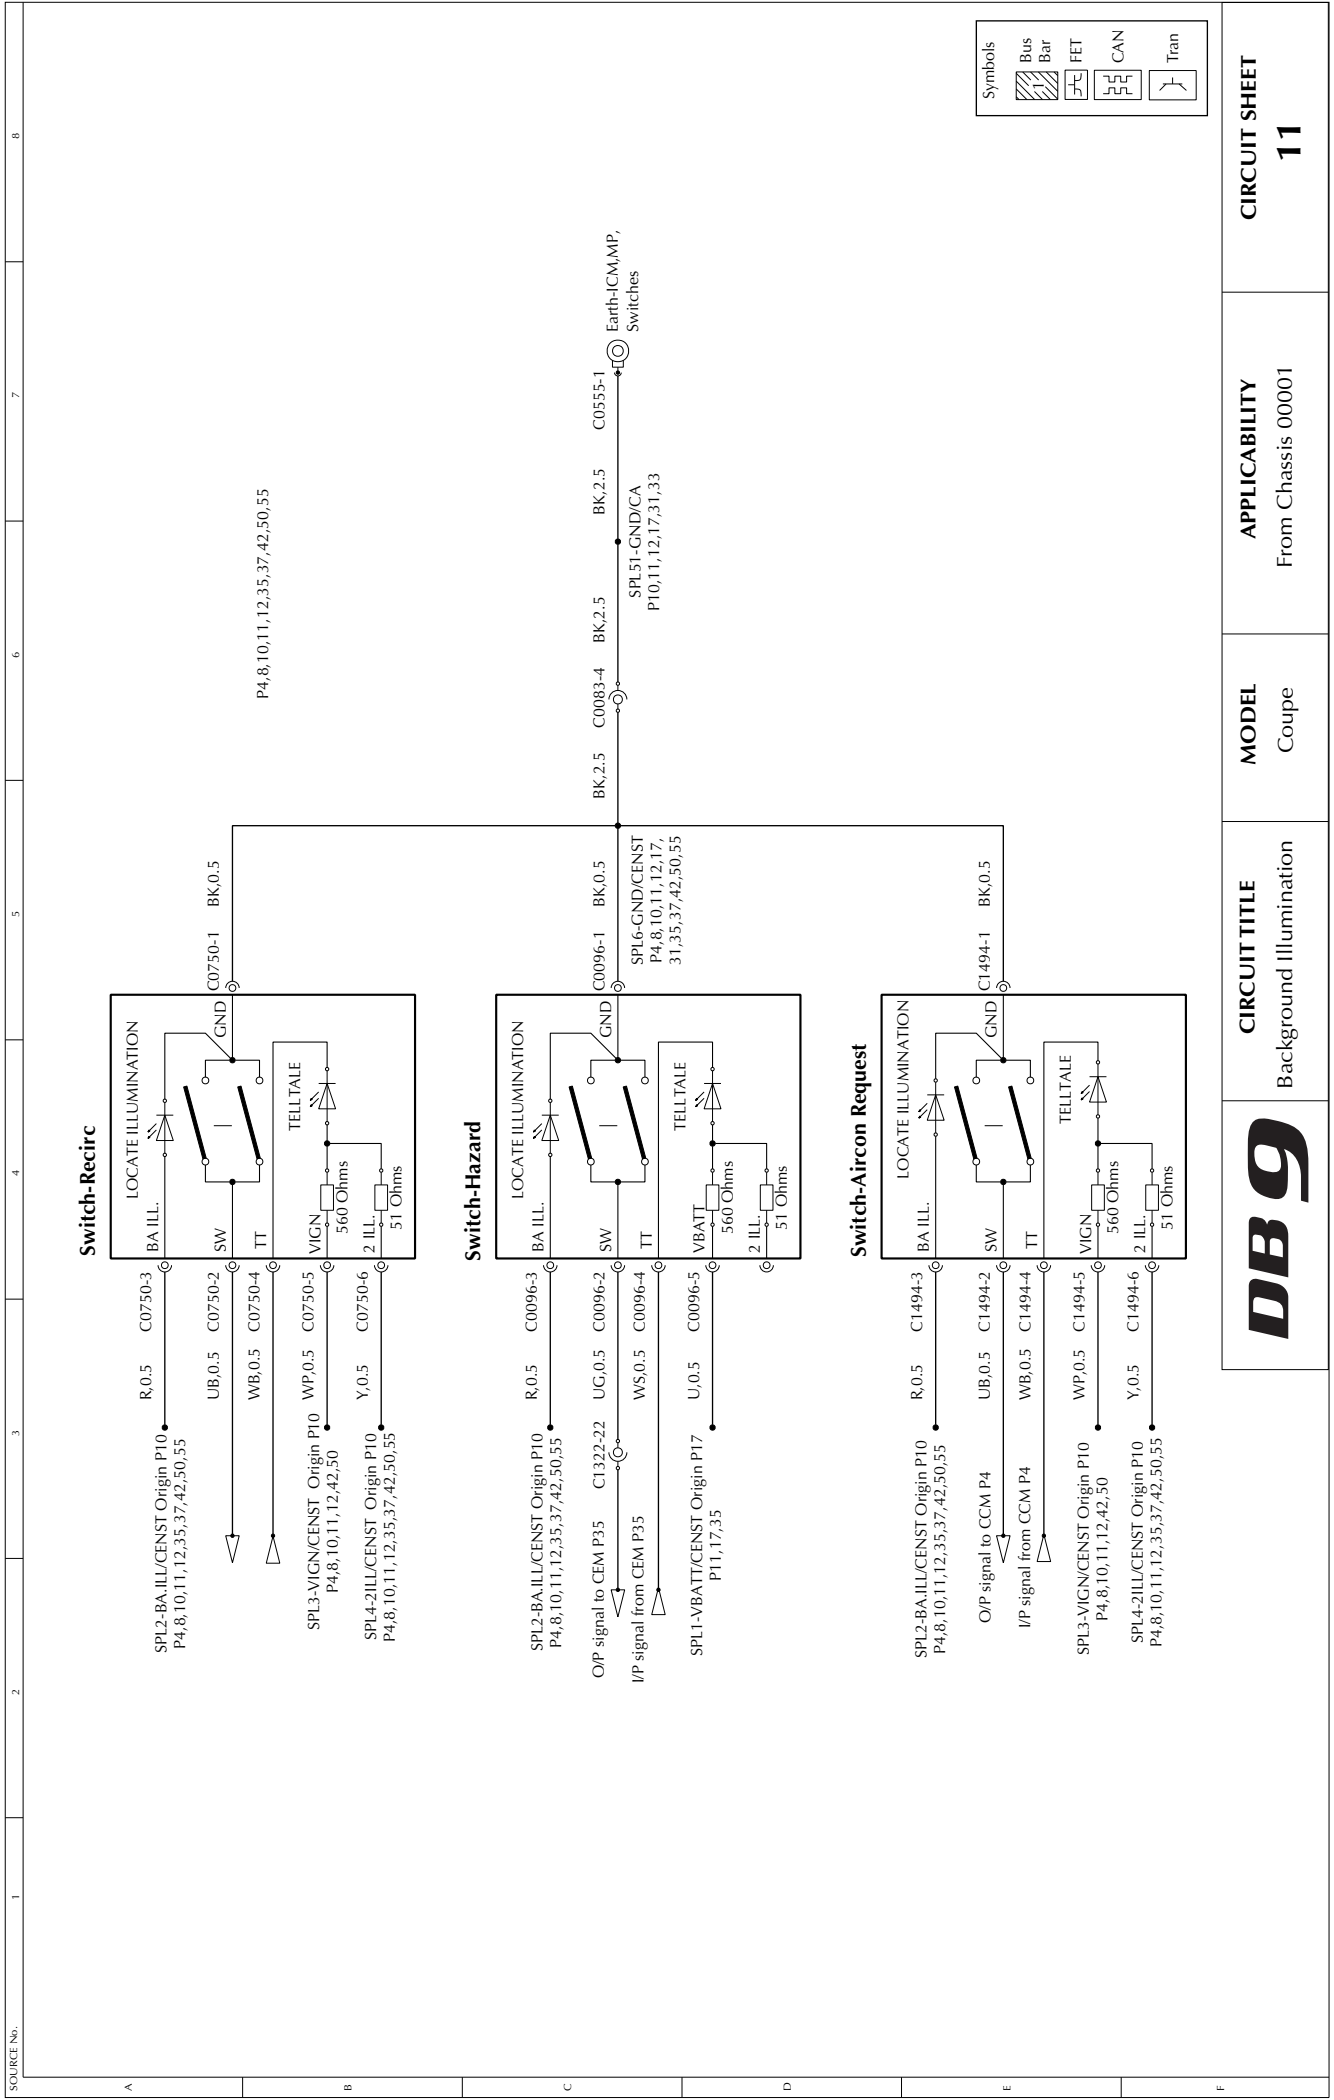 SOURCE No.
1
2
3
4
5
6
7
8
A
B
C
D
E
F
Switch-Recirc
SPL2-BA.ILL/CENST Origin P10
P4,8,10,11,12,35,37,42,50,55
R,0.5 C0750-3
BA ILL.
LOCATE ILLUMINATION
UB,0.5 C0750-2
SW
GND
C0750-1 BK,0.5
WB,0.5 C0750-4
TT
TELLTALE
SPL3-VIGN/CENST Origin P10
P4,8,10,11,12,42,50
WP,0.5 C0750-5
VIGN
560 Ohms
SPL4-2ILL/CENST Origin P10
P4,8,10,11,12,35,37,42,50,55
Y,0.5 C0750-6
2 ILL.
51 Ohms
P4,8,10,11,12,35,37,42,50,55
Switch-Hazard
SPL2-BA.ILL/CENST Origin P10
P4,8,10,11,12,35,37,42,50,55
R,0.5 C0096-3
BA ILL.
LOCATE ILLUMINATION
O/P signal to CEM P35
C1322-22 UG,0.5 C0096-2
SW
GND
C0096-1 BK,0.5
SPL6-GND/CENST
P4,8,10,11,12,17,
31,35,37,42,50,55
BK,2.5 C0083-4 BK,2.5
SPL51-GND/CA
P10,11,12,17,31,33
BK,2.5 C0555-1
Earth-ICM,MP,
Switches
I/P signal from CEM P35
WS,0.5 C0096-4
TT
TELLTALE
SPL1-VBATT/CENST Origin P17
P11,17,35
U,0.5 C0096-5
VBATT
560 Ohms
2 ILL.
51 Ohms
Switch-Aircon Request
SPL2-BA.ILL/CENST Origin P10
P4,8,10,11,12,35,37,42,50,55
R,0.5 C1494-3
BA ILL.
LOCATE ILLUMINATION
O/P signal to CCM P4
UB,0.5 C1494-2
SW
GND
C1494-1 BK,0.5
I/P signal from CCM P4
WB,0.5 C1494-4
TT
TELLTALE
SPL3-VIGN/CENST Origin P10
P4,8,10,11,12,42,50
WP,0.5 C1494-5
VIGN
560 Ohms
SPL4-2ILL/CENST Origin P10
P4,8,10,11,12,35,37,42,50,55
Y,0.5 C1494-6
2 ILL.
51 Ohms
Symbols
1
Bus
Bar
FET
CAN
Tran
DB9
CIRCUIT TITLE
Background Illumination
MODEL
Coupe
APPLICABILITY
From Chassis 00001
CIRCUIT SHEET
11